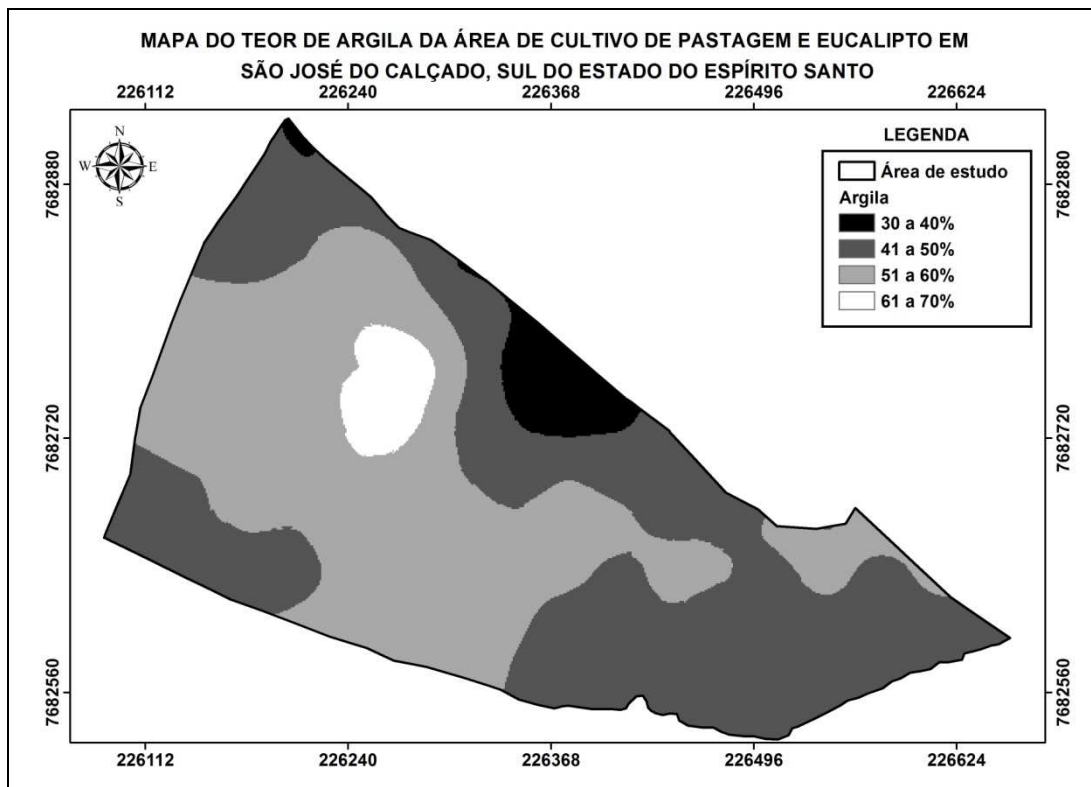 MAPA DO TEOR DE ARGILA DA ÁREA DE CULTIVO DE PASTAGEM E EUCALIPTO EM
SÃO JOSÉ DO CALÇADO, SUL DO ESTADO DO ESPÍRITO SANTO
226112 226240 226368 226496 226624
N
W E
S
LEGENDA
Área de estudo
Argila
30 a 40%
41 a 50%
51 a 60%
61 a 70%
7682880 7682880
7682720 7682720
7682560 7682560
226112 226240 226368 226496 226624